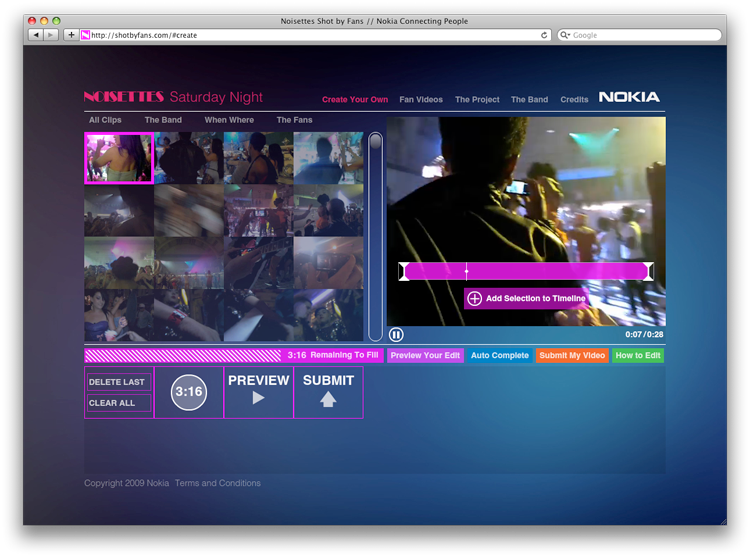 Noisettes Shot by Fans // Nokia Connecting People
http://shotbyfans.com/#create
Google
NOISETTES Saturday Night
Create Your Own Fan Videos The Project The Band Credits NOKIA
All Clips The Band When Where The Fans
Add Selection to Timeline
0:07/0:28
3:16 Remaining To Fill
Preview Your Edit Auto Complete Submit My Video How to Edit
DELETE LAST
CLEAR ALL
3:16
PREVIEW
SUBMIT
Copyright 2009 Nokia Terms and Conditions